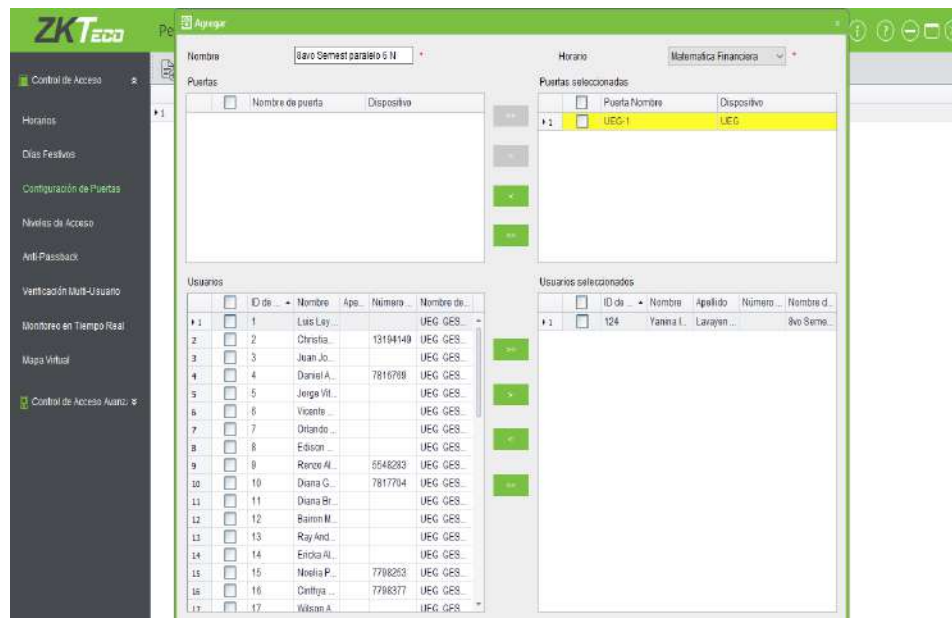 ZKTeco
Pe
Agregar
Nombre
8avo Semest paralelo 6 N
*
Horario
Matematica Financiera
*
Control de Acceso
Horarios
Días Festivos
Configuración de Puertas
Niveles de Acceso
Anti-Passback
Verificación Multi-Usuario
Monitoreo en Tiempo Real
Mapa Virtual
Control de Acceso Avanz
Puertas
Nombre de puerta Dispositivo
Puertas seleccionadas
Puerta Nombre Dispositivo
1 UEG-1 UEG
>>
>
<
<<
Usuarios
ID de ... Nombre Ape... Número ... Nombre de...
1 1 Luis Ley... UEG GES...
2 2 Christia... 13194149 UEG GES...
3 3 Juan Jo... UEG GES...
4 4 Daniel A... 7816769 UEG GES...
5 5 Jorge Vit... UEG GES...
6 6 Vicente ... UEG GES...
7 7 Orlando ... UEG GES...
8 8 Edison ... UEG GES...
9 9 Renzo Al... 5548283 UEG GES...
10 10 Diana G... 7817704 UEG GES...
11 11 Diana Br... UEG GES...
12 12 Bairon M... UEG GES...
13 13 Ray And... UEG GES...
14 14 Ericka Al... UEG GES...
15 15 Noelia P... 7798263 UEG GES...
16 16 Cinthya ... 7798377 UEG GES...
17 17 Wilson A... UEG GES...
>>
>
<
<<
Usuarios seleccionados
ID de ... Nombre Apellido Número ... Nombre d...
1 124 Yanina I... Lavayen ... 8vo Seme...